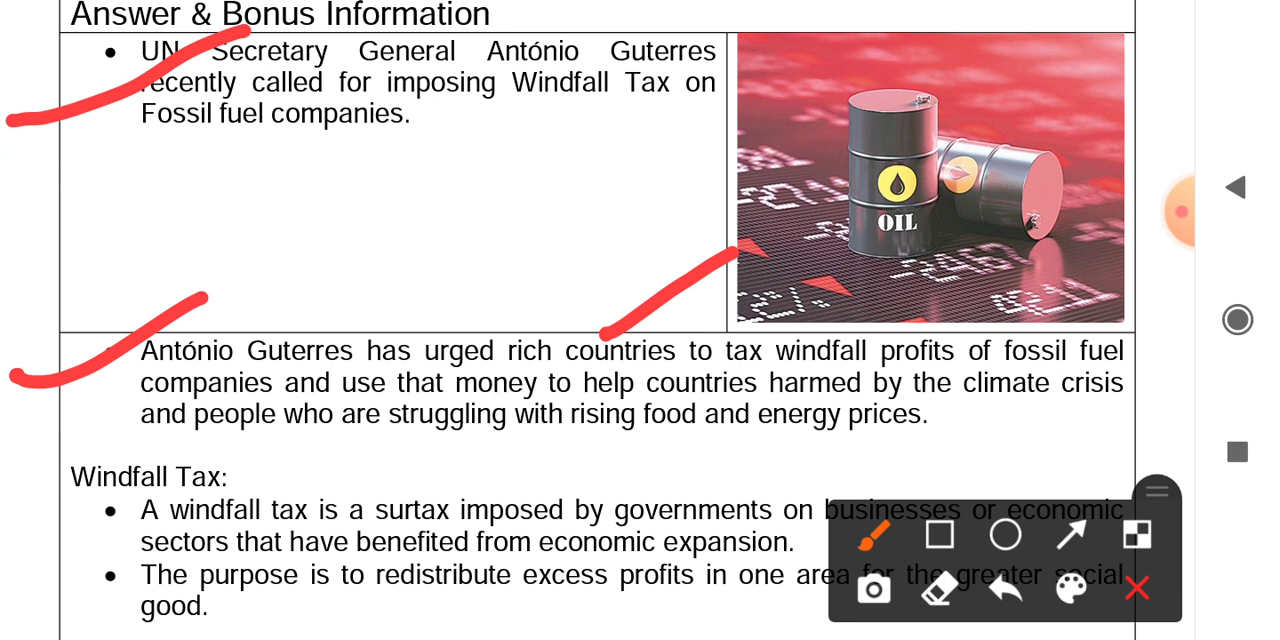 Answer & Bonus Information
• UN Secretary General António Guterres
recently called for imposing Windfall Tax on
Fossil fuel companies.
OIL
-2467
António Guterres has urged rich countries to tax windfall profits of fossil fuel
companies and use that money to help countries harmed by the climate crisis
and people who are struggling with rising food and energy prices.
Windfall Tax:
• A windfall tax is a surtax imposed by governments on businesses or economic
sectors that have benefited from economic expansion.
• The purpose is to redistribute excess profits in one area for the greater social
good.